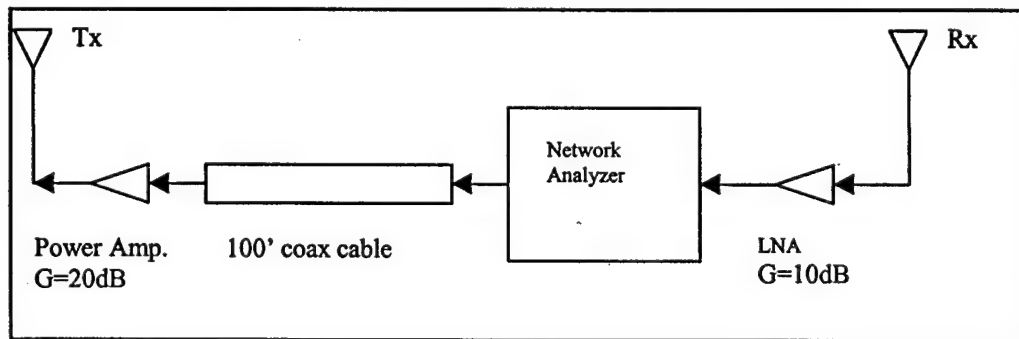 Tx
Rx
Network
Analyzer
Power Amp.
G=20dB
100' coax cable
LNA
G=10dB